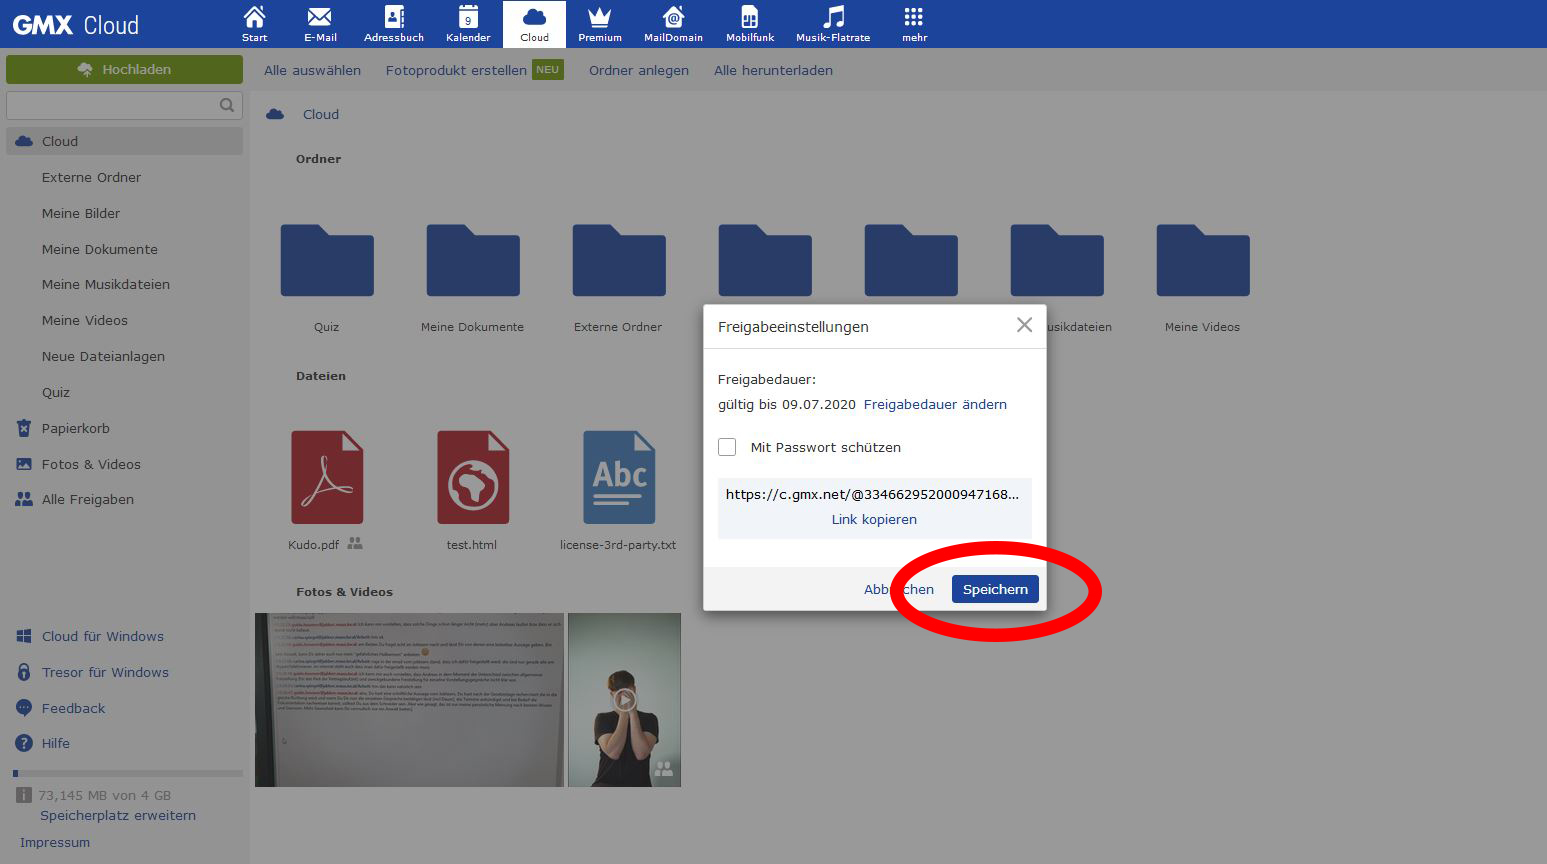 GMX Cloud
Start
E-Mail
Adressbuch
9
Kalender
Cloud
Premium
MailDomain
Mobilfunk
Musik-Flatrate
mehr
Hochladen
Alle auswählen
Fotoprodukt erstellen NEU
Ordner anlegen
Alle herunterladen
Cloud
Externe Ordner
Meine Bilder
Meine Dokumente
Meine Musikdateien
Meine Videos
Neue Dateianlagen
Quiz
Papierkorb
Fotos & Videos
Alle Freigaben
Cloud für Windows
Tresor für Windows
Feedback
Hilfe
73,145 MB von 4 GB
Speicherplatz erweitern
Impressum
Cloud
Ordner
Quiz
Meine Dokumente
Externe Ordner
usikdateien
Meine Videos
Dateien
Kudo.pdf
test.html
Abc
license-3rd-party.txt
Fotos & Videos
Freigabeeinstellungen
Freigabedauer:
gültig bis 09.07.2020 Freigabedauer ändern
Mit Passwort schützen
https://c.gmx.net/@334662952000947168...
Link kopieren
Abbrechen
Speichern